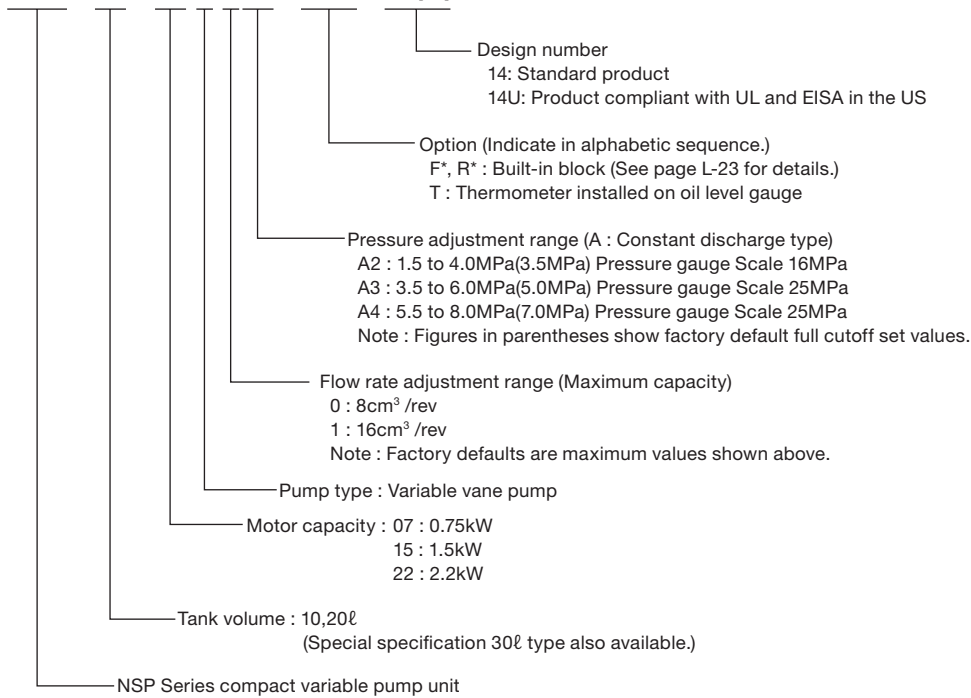 Design number
14: Standard product
14U: Product compliant with UL and EISA in the US
Option (Indicate in alphabetic sequence.)
F*, R* : Built-in block (See page L-23 for details.)
T : Thermometer installed on oil level gauge
Pressure adjustment range (A : Constant discharge type)
A2 : 1.5 to 4.0MPa(3.5MPa) Pressure gauge Scale 16MPa
A3 : 3.5 to 6.0MPa(5.0MPa) Pressure gauge Scale 25MPa
A4 : 5.5 to 8.0MPa(7.0MPa) Pressure gauge Scale 25MPa
Note : Figures in parentheses show factory default full cutoff set values.
Flow rate adjustment range (Maximum capacity)
0 : 8cm³ /rev
1 : 16cm³ /rev
Note : Factory defaults are maximum values shown above.
Pump type : Variable vane pump
Motor capacity : 07 : 0.75kW
15 : 1.5kW
22 : 2.2kW
Tank volume : 10,20ℓ
(Special specification 30ℓ type also available.)
NSP Series compact variable pump unit